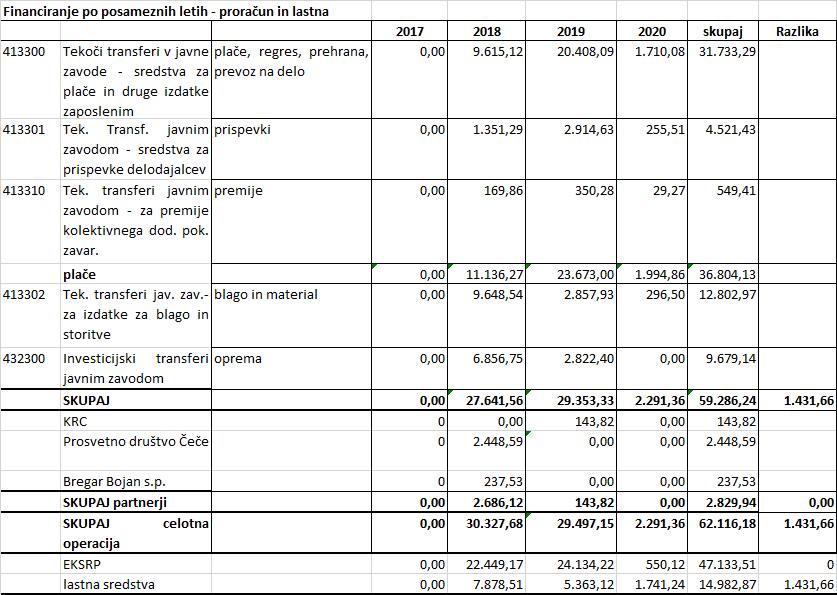 Financiranje po posameznih letih - proračun in lastna
2017 2018 2019 2020 skupaj Razlika
413300 Tekoči transferi v javne plače, regres, prehrana, 0,00 9.615,12 20.408,09 1.710,08 31.733,29
zavode - sredstva za prevoz na delo
plače in druge izdatke
zaposlenim
413301 Tek. Transf. javnim prispevki 0,00 1.351,29 2.914,63 255,51 4.521,43
zavodom - sredstva za
prispevke delodajalcev
413310 Tek. transferi javnim premije 0,00 169,86 350,28 29,27 549,41
zavodom - za premije
kolektivnega dod. pok.
zavar.
plače 0,00 11.136,27 23.673,00 1.994,86 36.804,13
413302 Tek. transferi jav. zav.- blago in material 0,00 9.648,54 2.857,93 296,50 12.802,97
za izdatke za blago in
storitve
432300 Investicijski transferi oprema 0,00 6.856,75 2.822,40 0,00 9.679,14
javnim zavodom
SKUPAJ 0,00 27.641,56 29.353,33 2.291,36 59.286,24 1.431,66
KRC 0 0,00 143,82 0,00 143,82
Prosvetno društvo Čeče 0 2.448,59 0,00 0,00 2.448,59
Bregar Bojan s.p. 0 237,53 0,00 0,00 237,53
SKUPAJ partnerji 0,00 2.686,12 143,82 0,00 2.829,94 0,00
SKUPAJ celotna 0,00 30.327,68 29.497,15 2.291,36 62.116,18 1.431,66
operacija
EKSRP 0,00 22.449,17 24.134,22 550,12 47.133,51 0
lastna sredstva 0,00 7.878,51 5.363,12 1.741,24 14.982,87 1.431,66